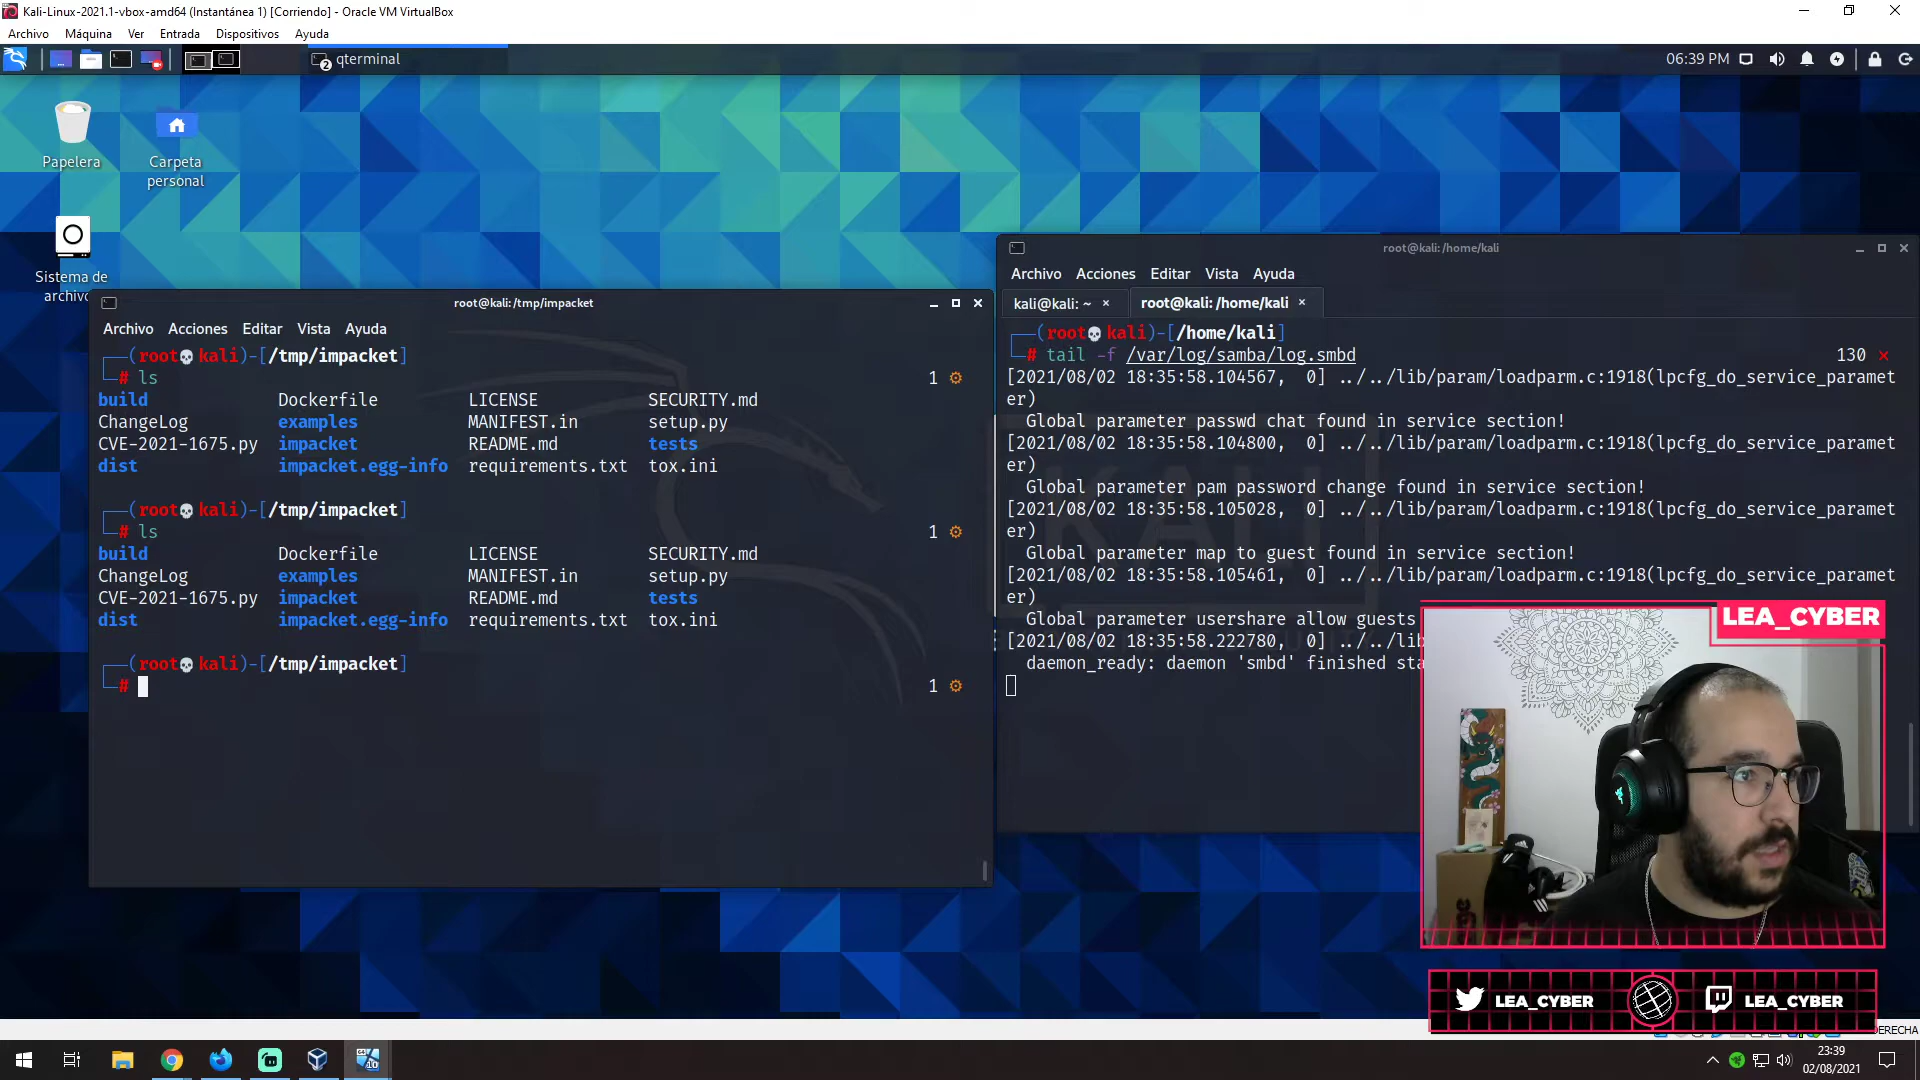 Kali-Linux-2021.1-vbox-amd64 (Instantánea 1) [Corriendo] - Oracle VM VirtualBox
Archivo Máquina Ver Entrada Dispositivos Ayuda
2 qterminal 06:39 PM
Papelera
Carpeta
personal
Sistema de
archivo
root@kali:/tmp/impacket
Archivo Acciones Editar Vista Ayuda
(root kali)-[/tmp/impacket]
# ls 1
build Dockerfile LICENSE SECURITY.md
ChangeLog examples MANIFEST.in setup.py
CVE-2021-1675.py impacket README.md tests
dist impacket.egg-info requirements.txt tox.ini
(root kali)-[/tmp/impacket]
# ls 1
build Dockerfile LICENSE SECURITY.md
ChangeLog examples MANIFEST.in setup.py
CVE-2021-1675.py impacket README.md tests
dist impacket.egg-info requirements.txt tox.ini
(root kali)-[/tmp/impacket]
# 1
root@kali:/home/kali
Archivo Acciones Editar Vista Ayuda
kali@kali: ~ × root@kali:/home/kali ×
(root kali)-[/home/kali]
# tail -f /var/log/samba/log.smbd 130 ×
[2021/08/02 18:35:58.104567, 0] ../../lib/param/loadparm.c:1918(lpcfg_do_service_paramet
er)
Global parameter passwd chat found in service section!
[2021/08/02 18:35:58.104800, 0] ../../lib/param/loadparm.c:1918(lpcfg_do_service_paramet
er)
Global parameter pam password change found in service section!
[2021/08/02 18:35:58.105028, 0] ../../lib/param/loadparm.c:1918(lpcfg_do_service_paramet
er)
Global parameter map to guest found in service section!
[2021/08/02 18:35:58.105461, 0] ../../lib/param/loadparm.c:1918(lpcfg_do_service_paramet
er)
Global parameter usershare allow guests
[2021/08/02 18:35:58.222780, 0] ../../lib
daemon_ready: daemon 'smbd' finished sta
KALI
LEA_CYBER
LEA_CYBER LEA_CYBER
DERECHA
23:39
02/08/2021